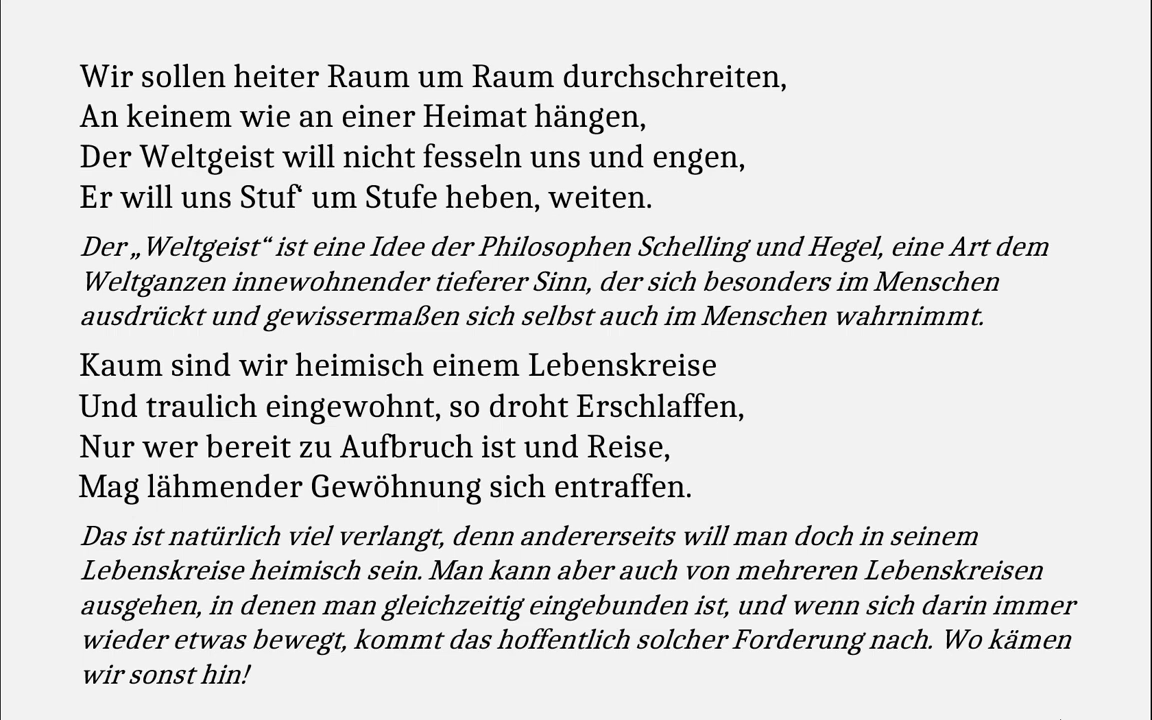 Wir sollen heiter Raum um Raum durchschreiten,
An keinem wie an einer Heimat hängen,
Der Weltgeist will nicht fesseln uns und engen,
Er will uns Stuf‘ um Stufe heben, weiten.
Der „Weltgeist“ ist eine Idee der Philosophen Schelling und Hegel, eine Art dem
Weltganzen innewohnender tieferer Sinn, der sich besonders im Menschen
ausdrückt und gewissermaßen sich selbst auch im Menschen wahrnimmt.
Kaum sind wir heimisch einem Lebenskreise
Und traulich eingewohnt, so droht Erschlaffen,
Nur wer bereit zu Aufbruch ist und Reise,
Mag lähmender Gewöhnung sich entraffen.
Das ist natürlich viel verlangt, denn andererseits will man doch in seinem
Lebenskreise heimisch sein. Man kann aber auch von mehreren Lebenskreisen
ausgehen, in denen man gleichzeitig eingebunden ist, und wenn sich darin immer
wieder etwas bewegt, kommt das hoffentlich solcher Forderung nach. Wo kämen
wir sonst hin!